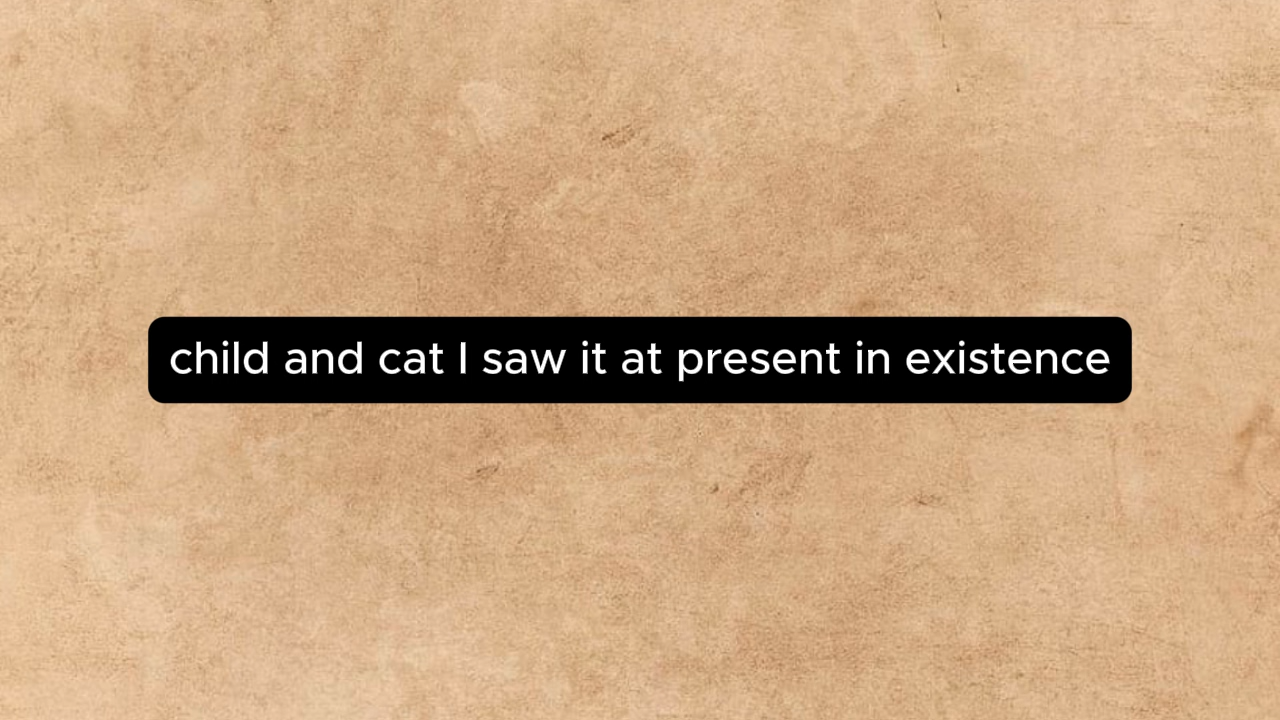 child and cat I saw it at present in existence